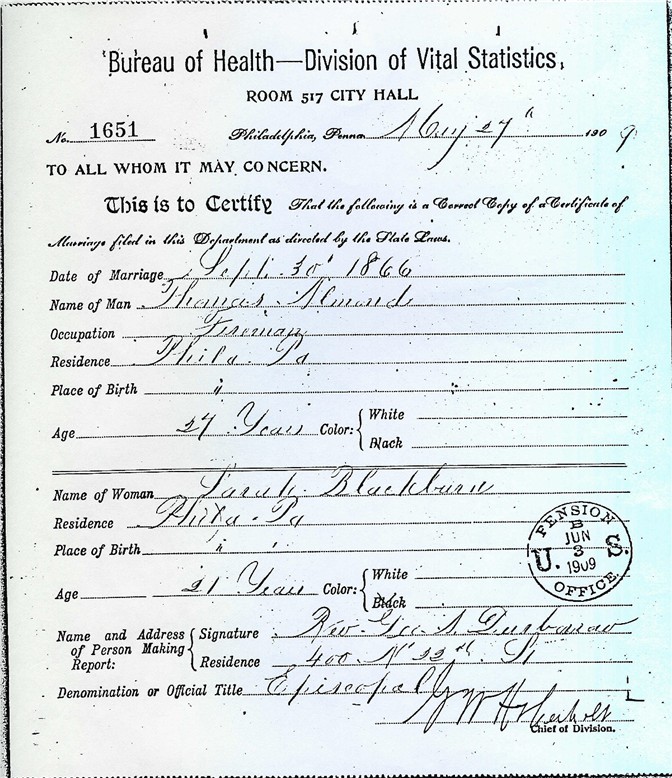 Bureau of Health—Division of Vital Statistics,
ROOM 517 CITY HALL
No. 1651 Philadelphia, Penna May 27" 1909
TO ALL WHOM IT MAY CONCERN.
This is to Certify That the following is a Correct Copy of a Certificate of
Marriage filed in this Department as directed by the State Laws.
Date of Marriage Sept. 30' 1866
Name of Man Thomas Almond
Occupation Fireman
Residence Phila. Pa
Place of Birth " "
Age 27 Years Color: { White
Black
Name of Woman Sarah Blackburn
Residence Phila. Pa
Place of Birth " '
Age 21 Years Color: { White
Black
PENSION
B
JUN
3
U. S.
1909
OFFICE
Name and Address of Person Making Report: { Signature Rev. Geo. A. Durborow
Residence 400 N 22" St
Denomination or Official Title Episcopal
Chief of Division.